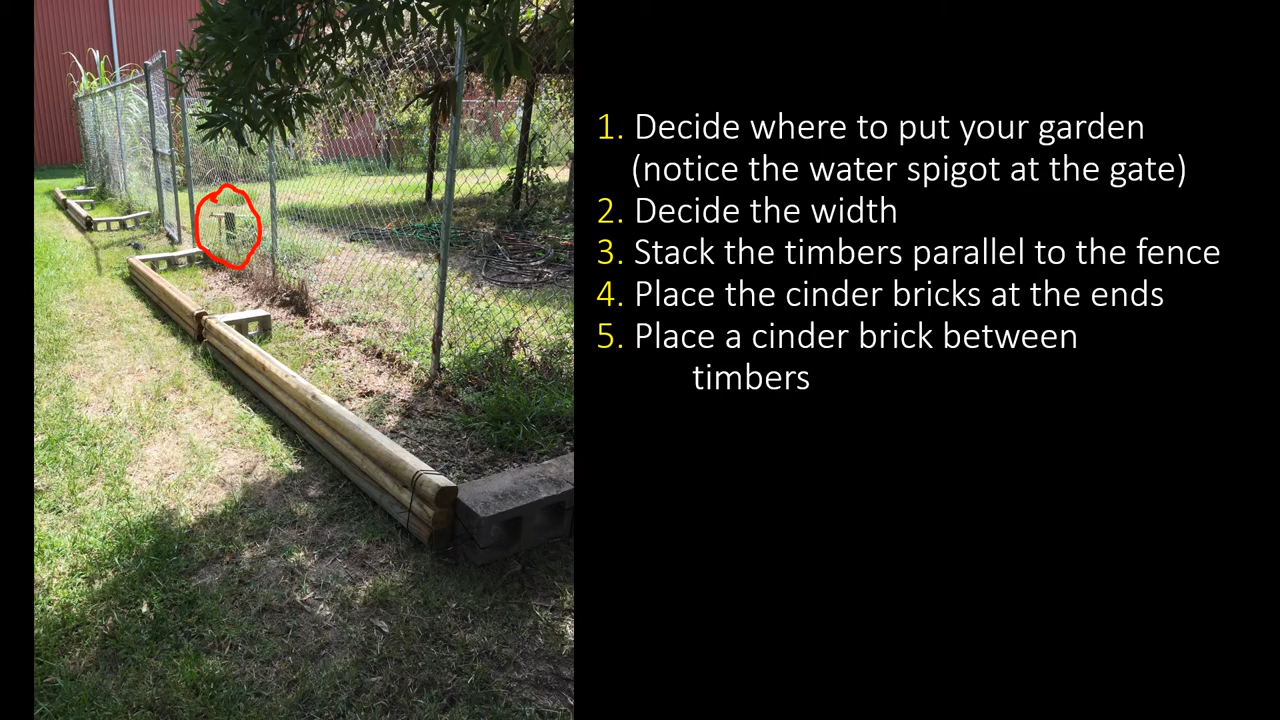 1. Decide where to put your garden
(notice the water spigot at the gate)
2. Decide the width
3. Stack the timbers parallel to the fence
4. Place the cinder bricks at the ends
5. Place a cinder brick between
timbers